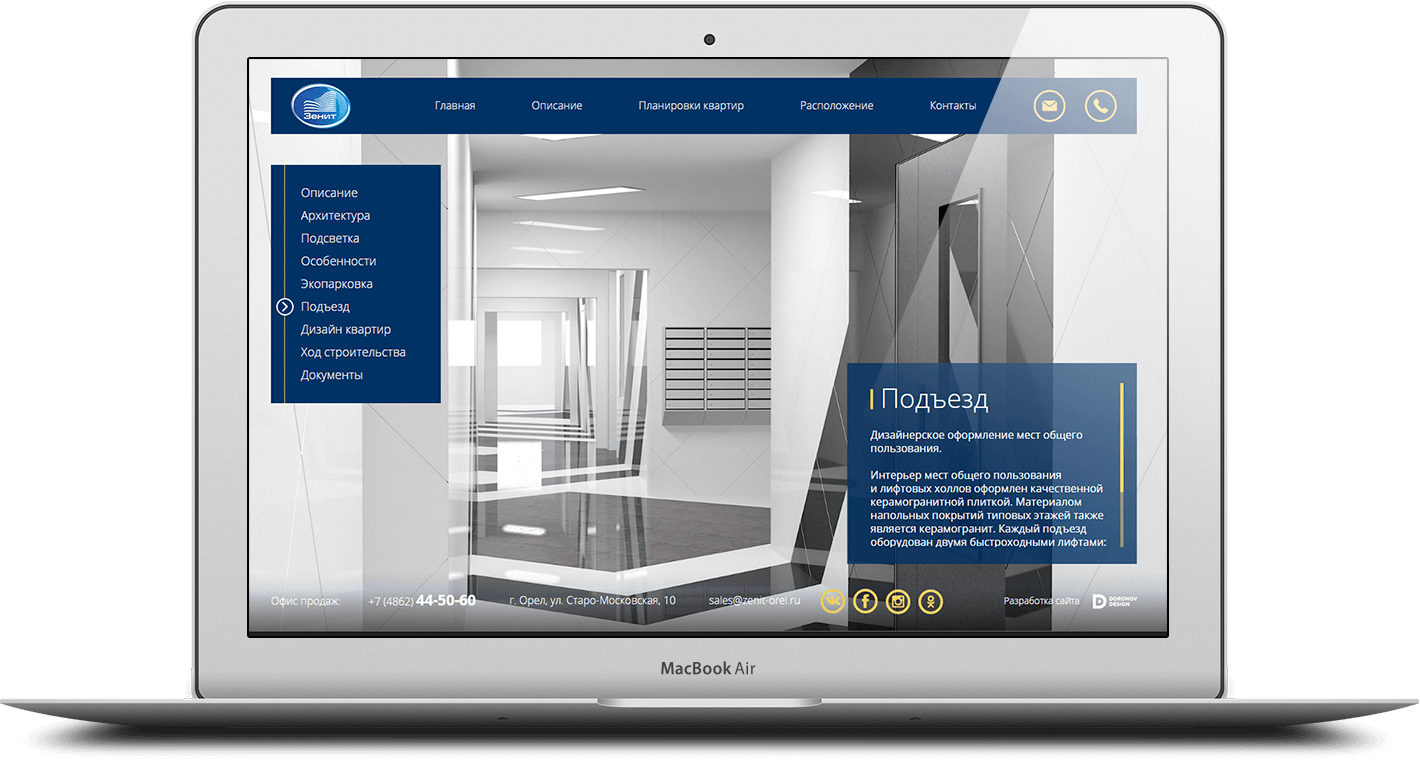 Зенит
Главная
Описание
Планировки квартир
Расположение
Контакты
Описание
Архитектура
Подсветка
Особенности
Экопарковка
Подъезд
Дизайн квартир
Ход строительства
Документы
Подъезд
Дизайнерское оформление мест общего
пользования.
Интерьер мест общего пользования
и лифтовых холлов оформлен качественной
керамогранитной плиткой. Материалом
напольных покрытий типовых этажей также
является керамогранит. Каждый подъезд
оборудован двумя быстроходными лифтами:
Офис продаж:
+7 (4862) 44-50-60
г. Орел, ул. Старо-Московская, 10
sales@zenit-orel.ru
Разработка сайта
DOROHOV
DESIGN
MacBook Air